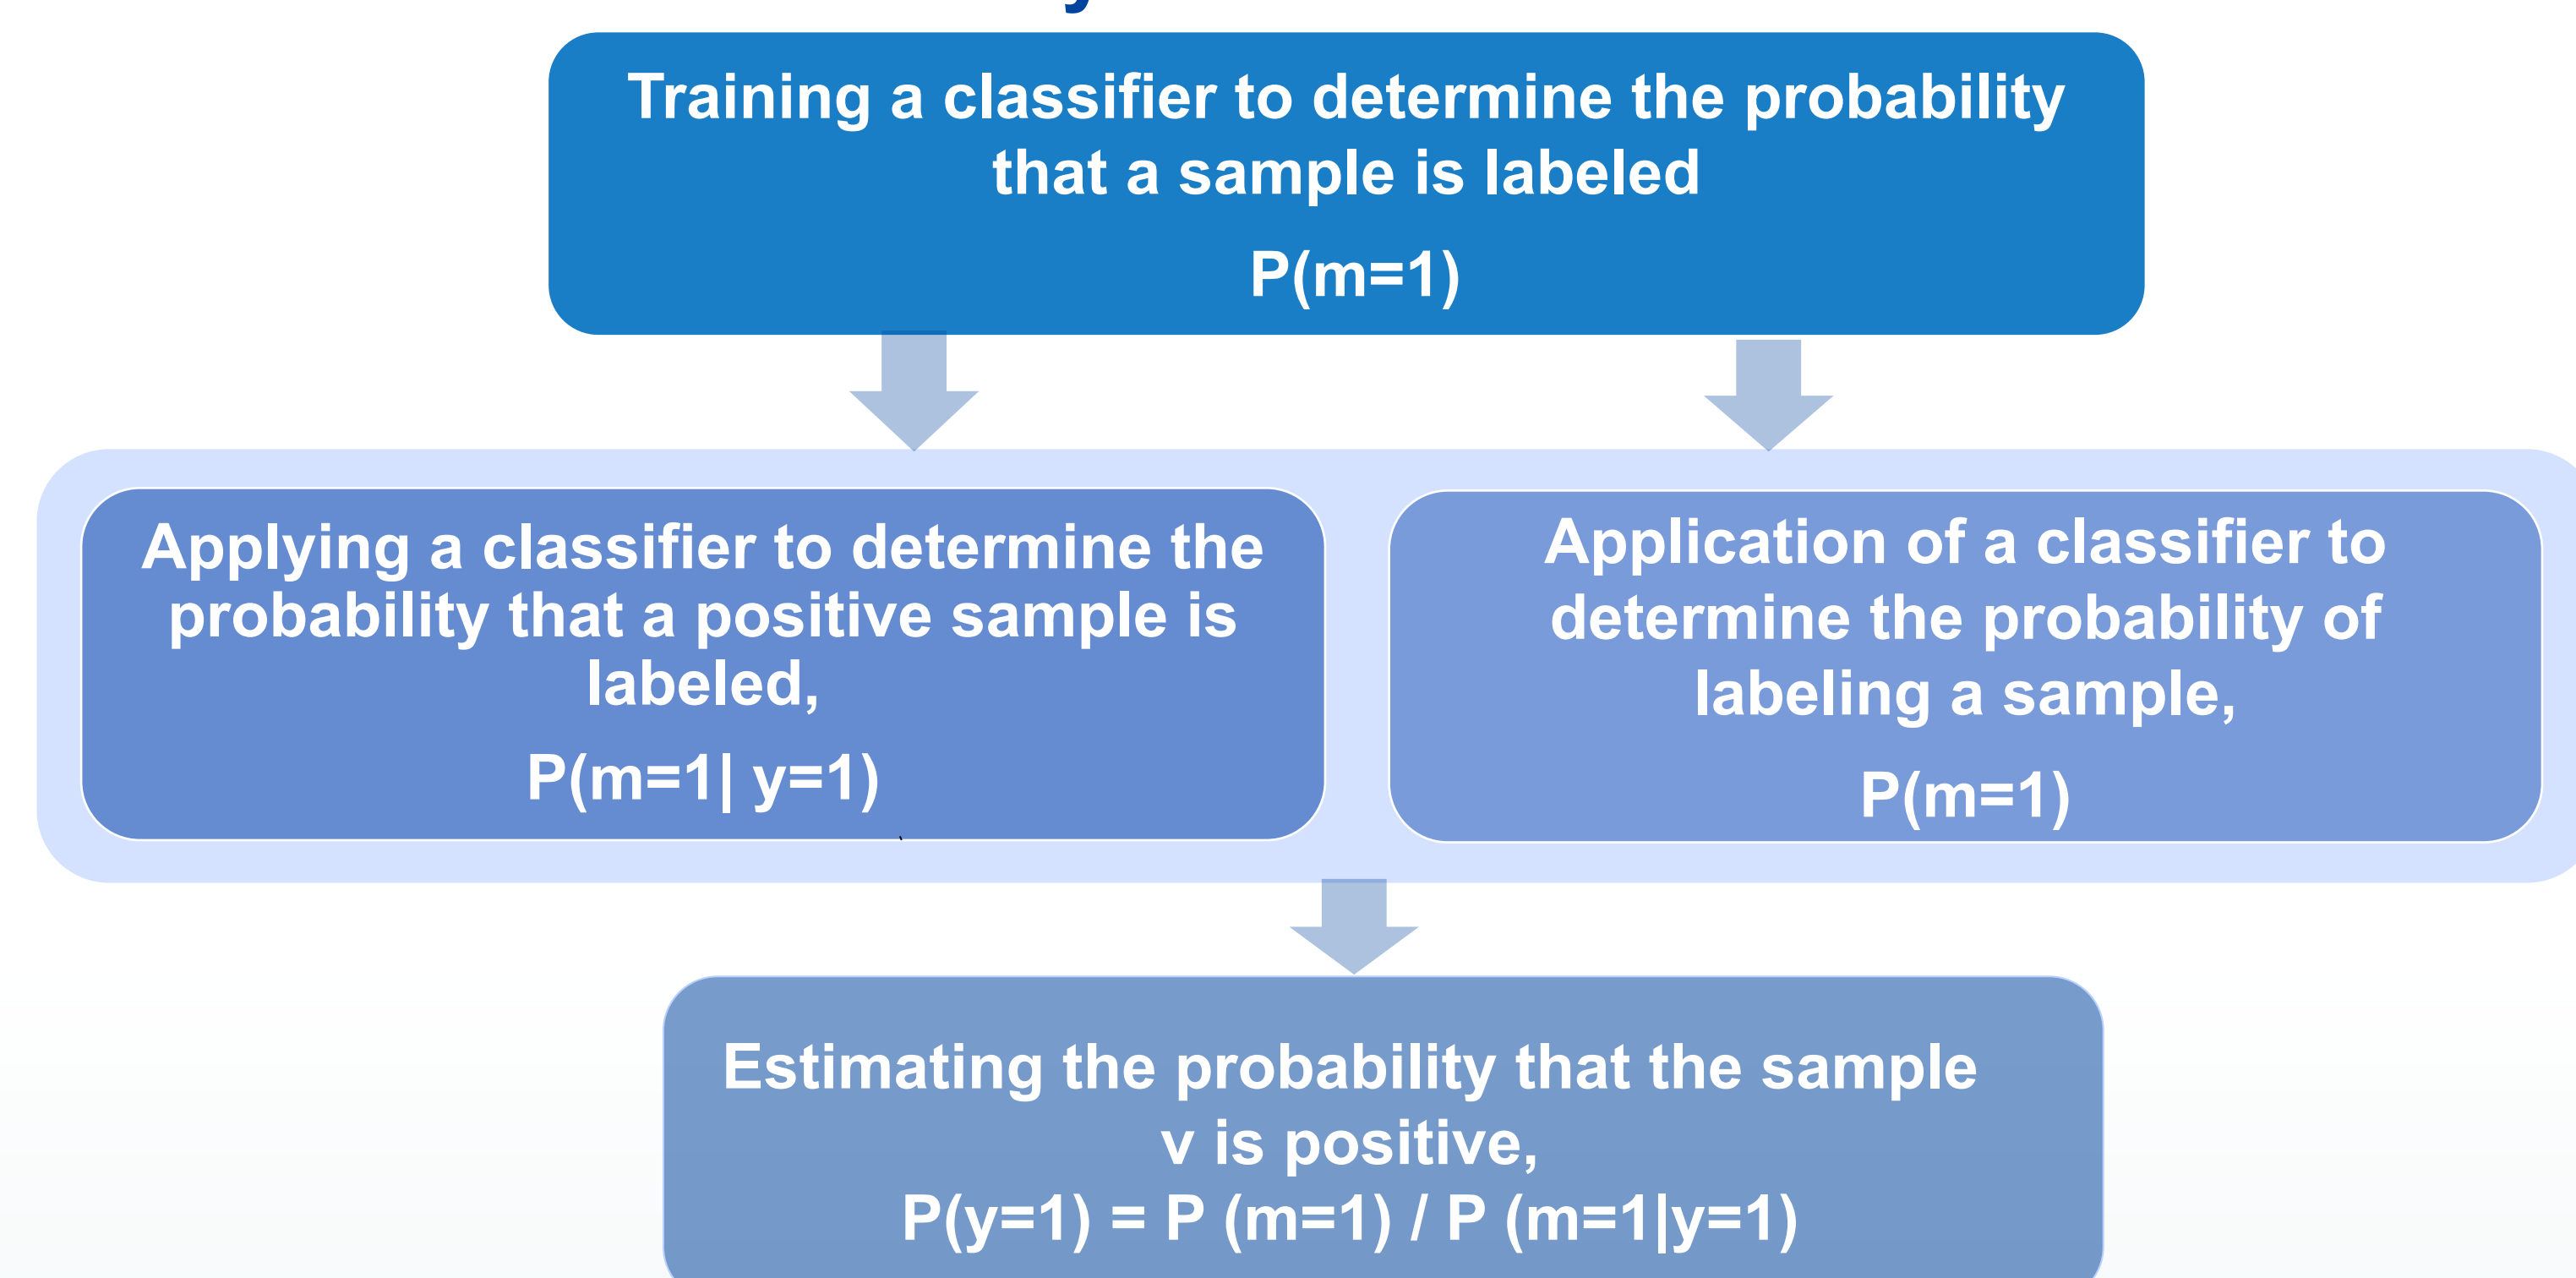 Training a classifier to determine the probability
that a sample is labeled
P(m=1)
Applying a classifier to determine the
probability that a positive sample is
labeled,
P(m=1| y=1)
Application of a classifier to
determine the probability of
labeling a sample,
P(m=1)
Estimating the probability that the sample
v is positive,
P(y=1) = P (m=1) / P (m=1|y=1)